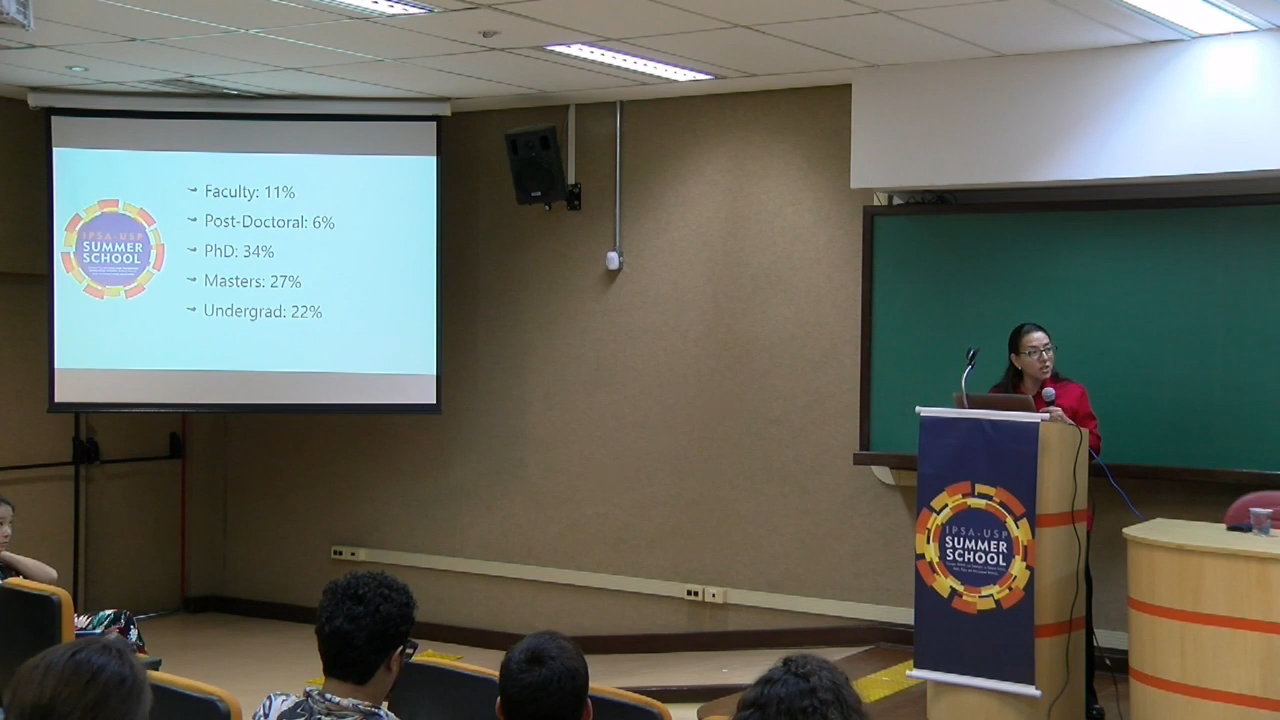 Faculty: 11%
Post-Doctoral: 6%
PhD: 34%
Masters: 27%
Undergrad: 22%
IPSA-USP
SUMMER
SCHOOL
IPSA-USP
SUMMER
SCHOOL